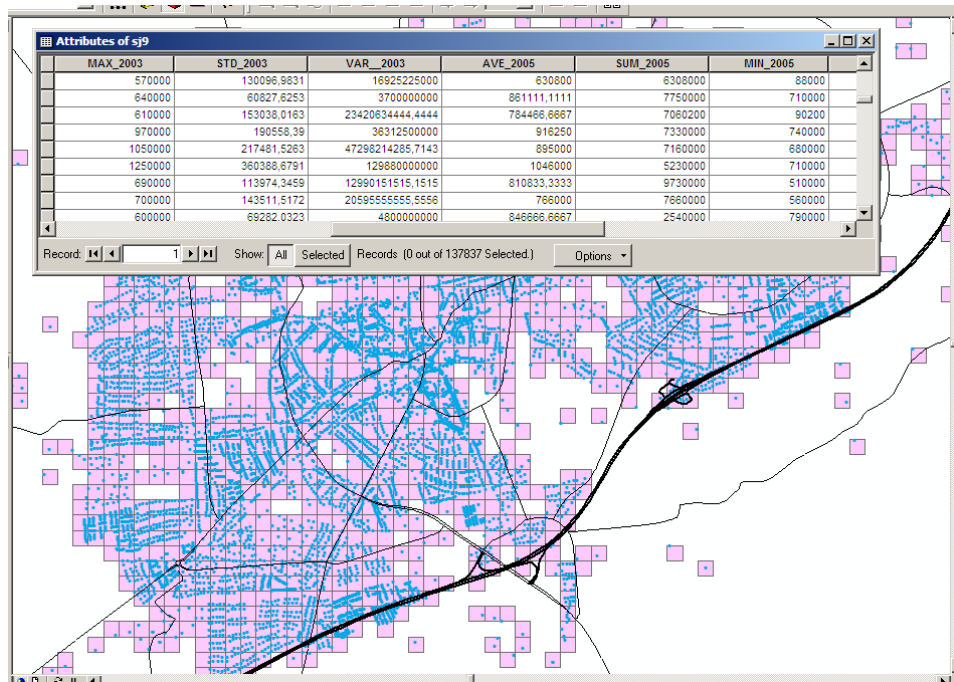 Attributes of sj9
MAX_2003 STD_2003 VAR__2003 AVE_2005 SUM_2005 MIN_2005
570000 130096,9831 16925225000 630800 6308000 88000
640000 60827,6253 3700000000 861111,1111 7750000 710000
610000 153038,0163 23420634444,4444 784466,6667 7060200 90200
970000 190558,39 36312500000 916250 7330000 740000
1050000 217481,5263 47298214285,7143 895000 7160000 680000
1250000 360388,6791 129880000000 1046000 5230000 710000
690000 113974,3459 12990151515,1515 810833,3333 9730000 510000
700000 143511,5172 20595555555,5556 766000 7660000 560000
600000 69282,0323 4800000000 846666,6667 2540000 790000
Record: 1 Show: All Selected Records (0 out of 137837 Selected.) Options